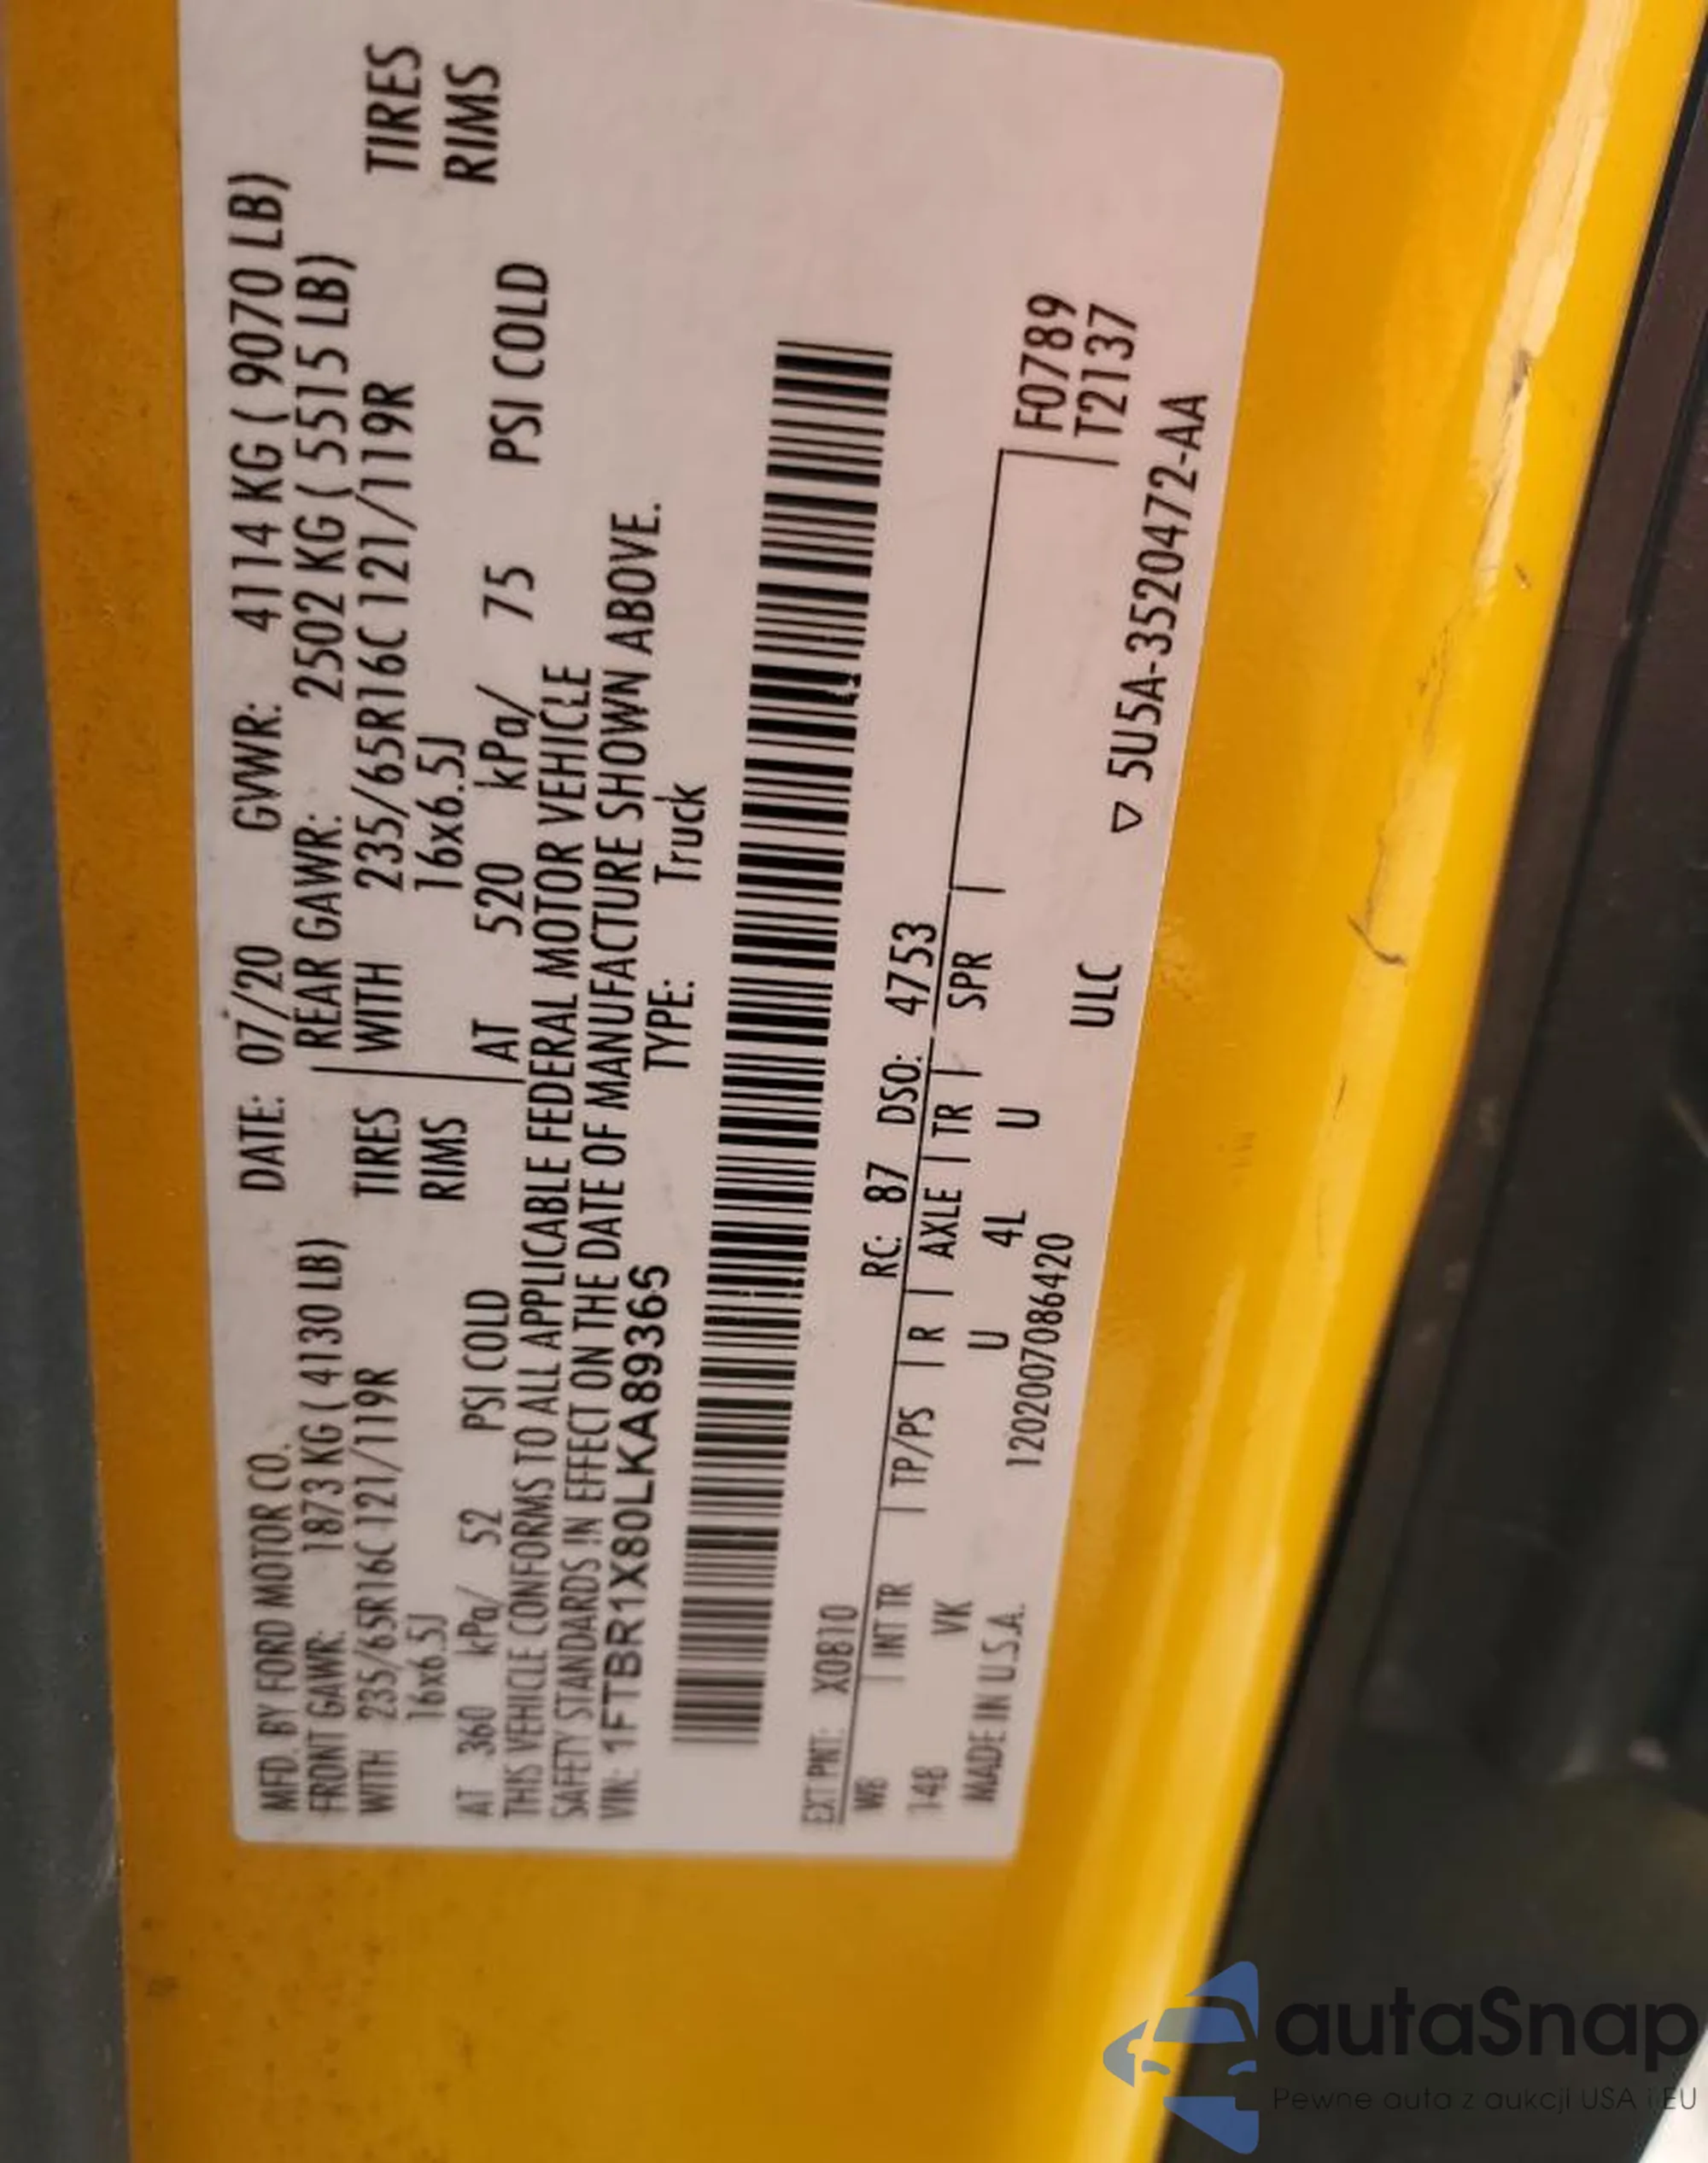 MFD. BY FORD MOTOR CO. DATE: 07/20 GVWR: 4114 KG ( 9070 LB)
FRONT GAWR: 1873 KG ( 4130 LB) REAR GAWR: 2502 KG ( 5515 LB)
WITH 235/65R16C 121/119R TIRES WITH 235/65R16C 121/119R TIRES
16x6.5J RIMS 16x6.5J RIMS
AT 360 kPa/ 52 PSI COLD AT 520 kPa/ 75 PSI COLD
THIS VEHICLE CONFORMS TO ALL APPLICABLE FEDERAL MOTOR VEHICLE
SAFETY STANDARDS IN EFFECT ON THE DATE OF MANUFACTURE SHOWN ABOVE.
VIN: 1FTBR1X80LKA89366 TYPE: Truck
EXT PNT: X0810 RC: 87 DSO: 4753
WB INT TR TP/PS R AXLE TR SPR F0789
148 VK U 4L U T2137
MADE IN U.S.A. 1202007086420 ULC ▽ 5U5A-3520472-AA
autaSnap
Pewne auta z aukcji USA i EU